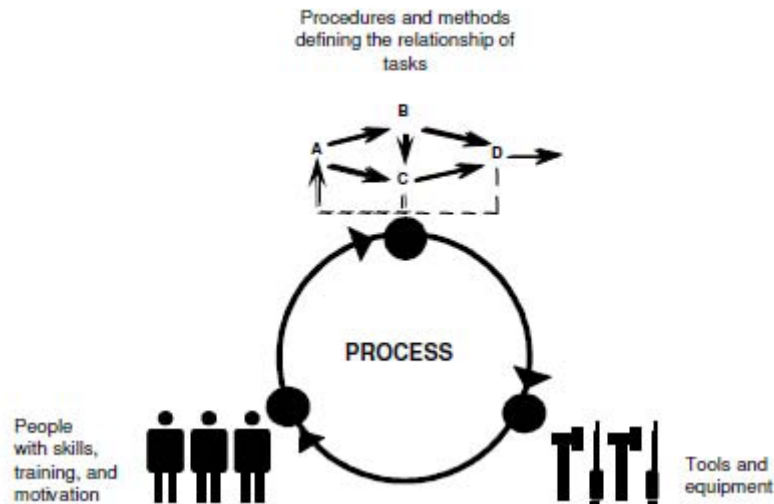 Procedures and methods
defining the relationship of
tasks
B
A
D
C
PROCESS
People
with skills,
training, and
motivation
Tools and
equipment